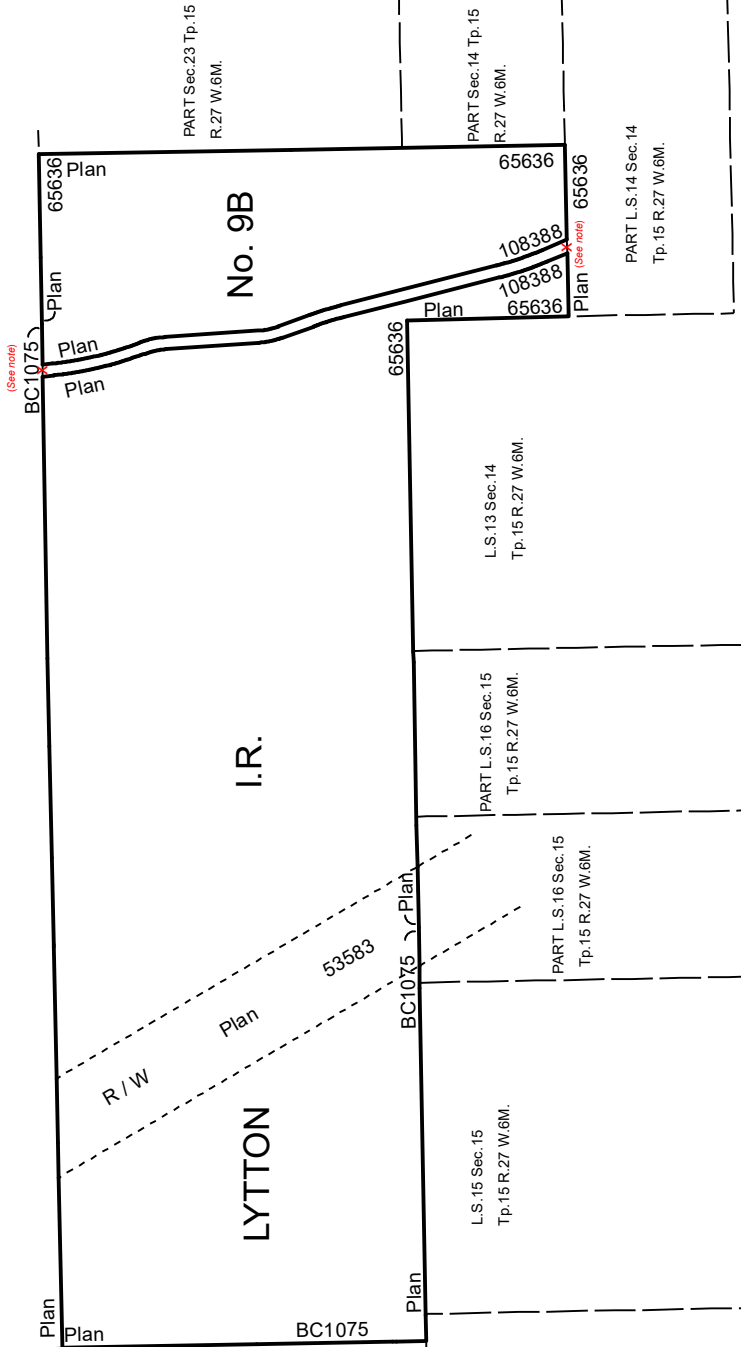 PART Sec.23 Tp.15
R.27 W.6M.
PART Sec.14 Tp.15
R.27 W.6M.
PART L.S.14 Sec.14
Tp.15 R.27 W.6M.
65636
Plan
65636
65636
No. 9B
108388
108388
(See note)
Plan
Plan
65636
Plan
65636
(See note)
BC1075
Plan
Plan
Plan
L.S.13 Sec.14
Tp.15 R.27 W.6M.
I.R.
PART L.S.16 Sec.15
Tp.15 R.27 W.6M.
PART L.S.16 Sec.15
Tp.15 R.27 W.6M.
BC1075
Plan
R / W
Plan
53583
LYTTON
L.S.15 Sec.15
Tp.15 R.27 W.6M.
Plan
Plan
BC1075
Plan